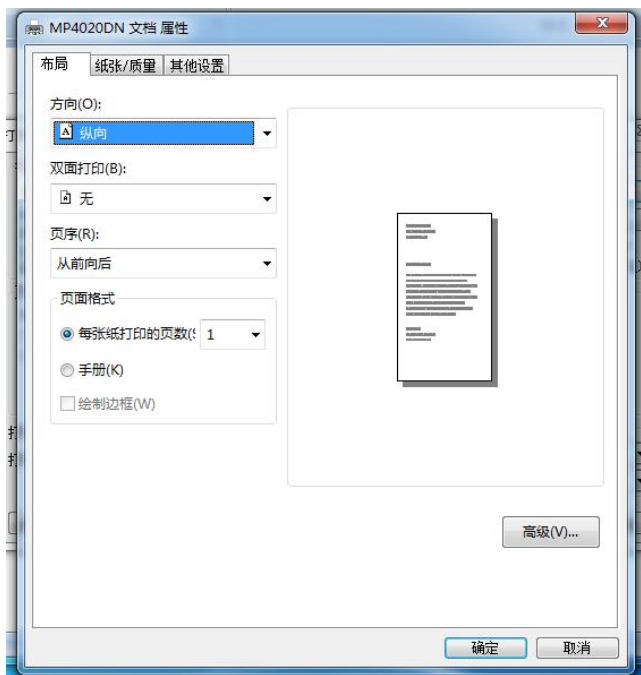 MP4020DN 文档 属性
布局 纸张/质量 其他设置
方向(O):
A 纵向
双面打印(B):
无
页序(R):
从前向后
页面格式
每张纸打印的页数(S 1
手册(K)
绘制边框(W)
高级(V)...
确定 取消